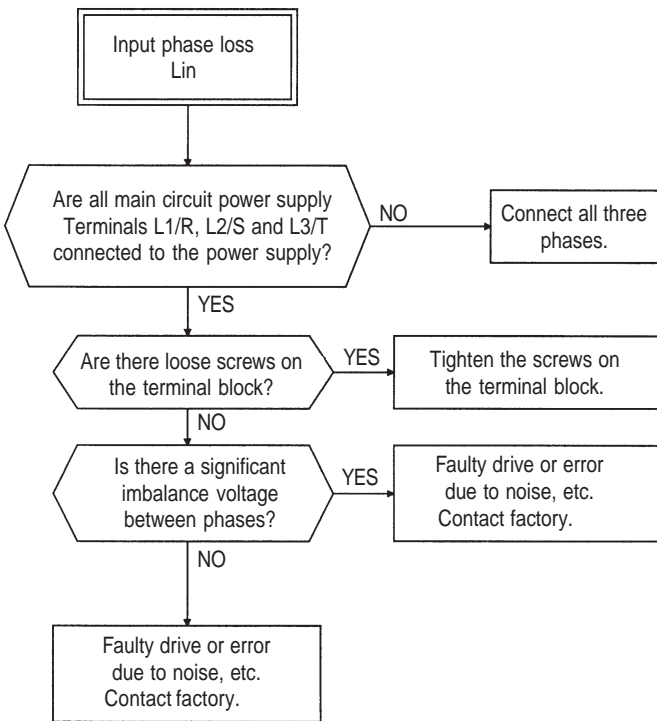 Input phase loss
Lin
Are all main circuit power supply
Terminals L1/R, L2/S and L3/T
connected to the power supply?
NO
Connect all three
phases.
YES
Are there loose screws on
the terminal block?
YES
Tighten the screws on
the terminal block.
NO
Is there a significant
imbalance voltage
between phases?
YES
Faulty drive or error
due to noise, etc.
Contact factory.
NO
Faulty drive or error
due to noise, etc.
Contact factory.